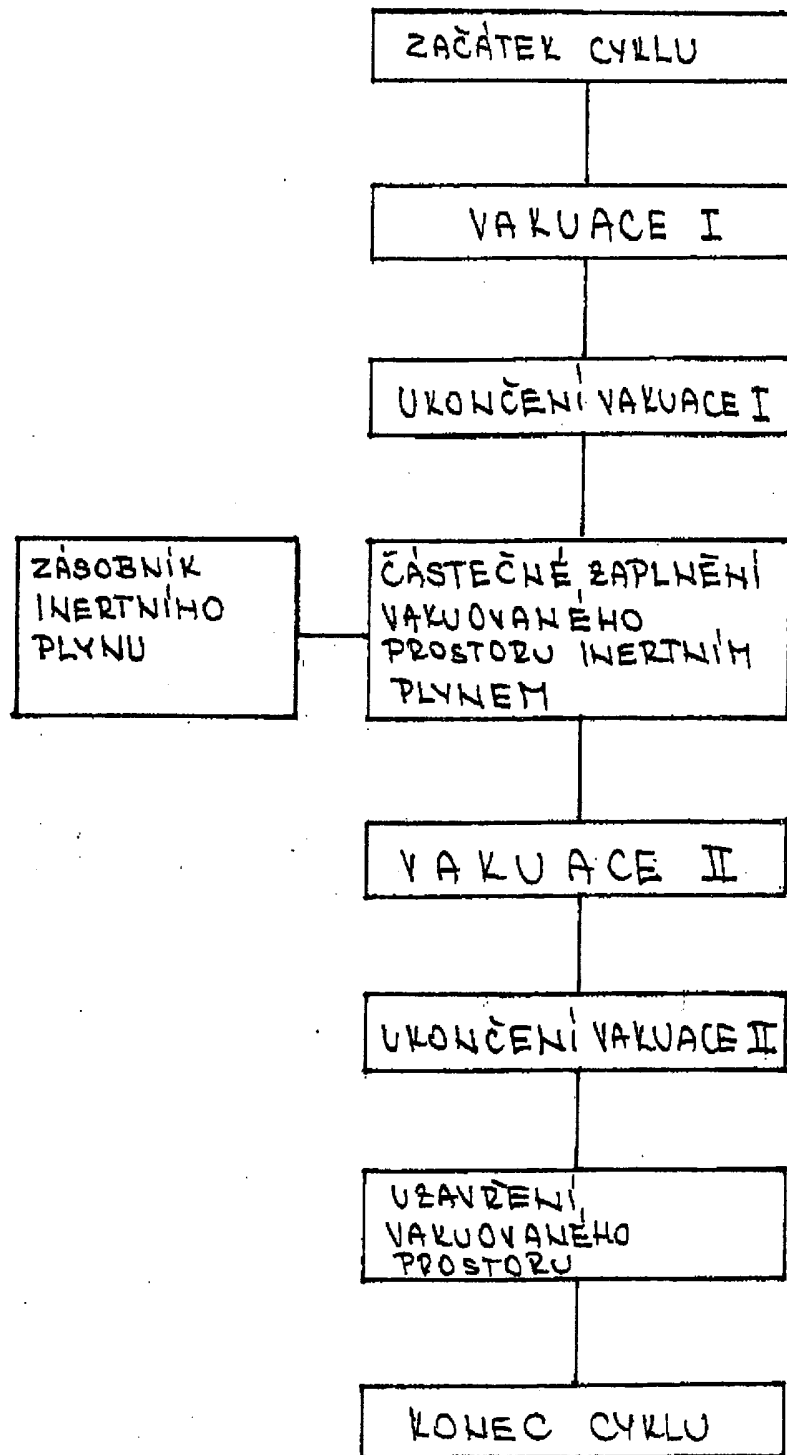 ZAČÁTEK CYKLU
VAKUACE I
UKONČENÍ VAKUACE I
ZÁSOBNÍK
INERTNÍHO
PLYNU
ČÁSTEČNÉ ZAPLNĚNÍ
VAKUOVANÉHO
PROSTORU INERTNÍM
PLYNEM
VAKUACE II
UKONČENÍ VAKUACE II
UZAVŘENÍ
VAKUOVANÉHO
PROSTORU
KONEC CYKLU